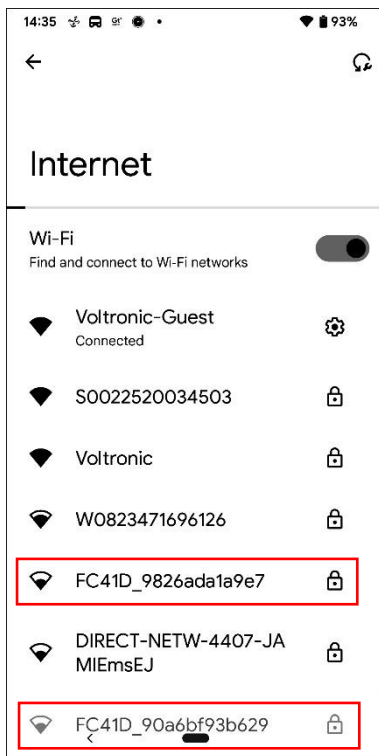 14:35 93%
Internet
Wi-Fi
Find and connect to Wi-Fi networks
Voltronic-Guest
Connected
S0022520034503
Voltronic
W0823471696126
FC41D_9826ada1a9e7
DIRECT-NETW-4407-JA
MIEmsEJ
FC41D_90a6bf93b629